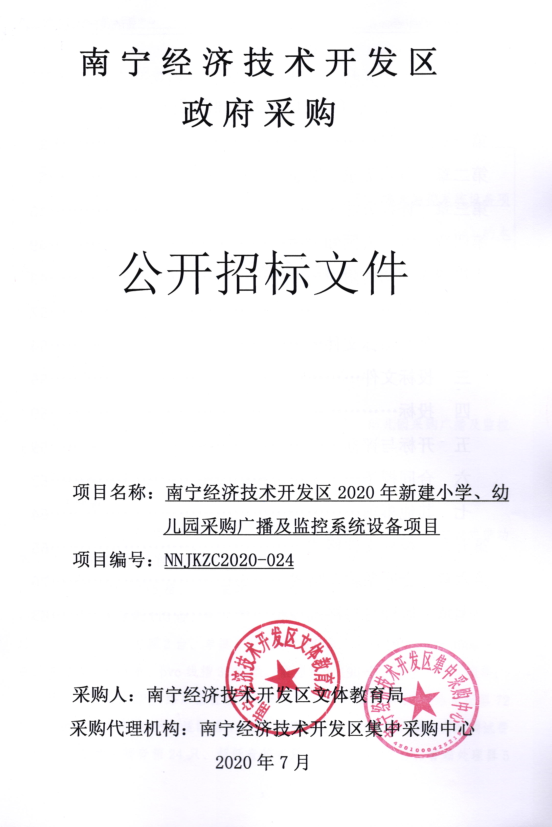 南宁经济技术开发区
政府采购
公开招标文件
项目名称：南宁经济技术开发区 2020 年新建小学、幼
儿园采购广播及监控系统设备项目
项目编号：NNJKZC2020-024
采购人：南宁经济技术开发区文体教育局
采购代理机构：南宁经济技术开发区集中采购中心
2020 年 7 月